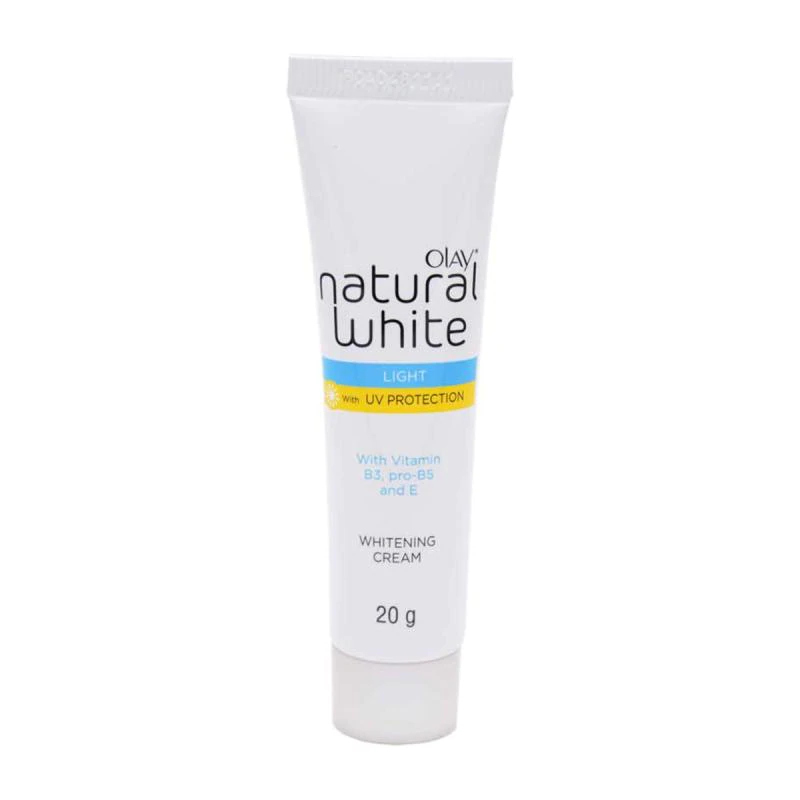 OLAY
natural
white
LIGHT
With UV PROTECTION
With Vitamin
B3, pro-B5
and E
WHITENING
CREAM
20 g